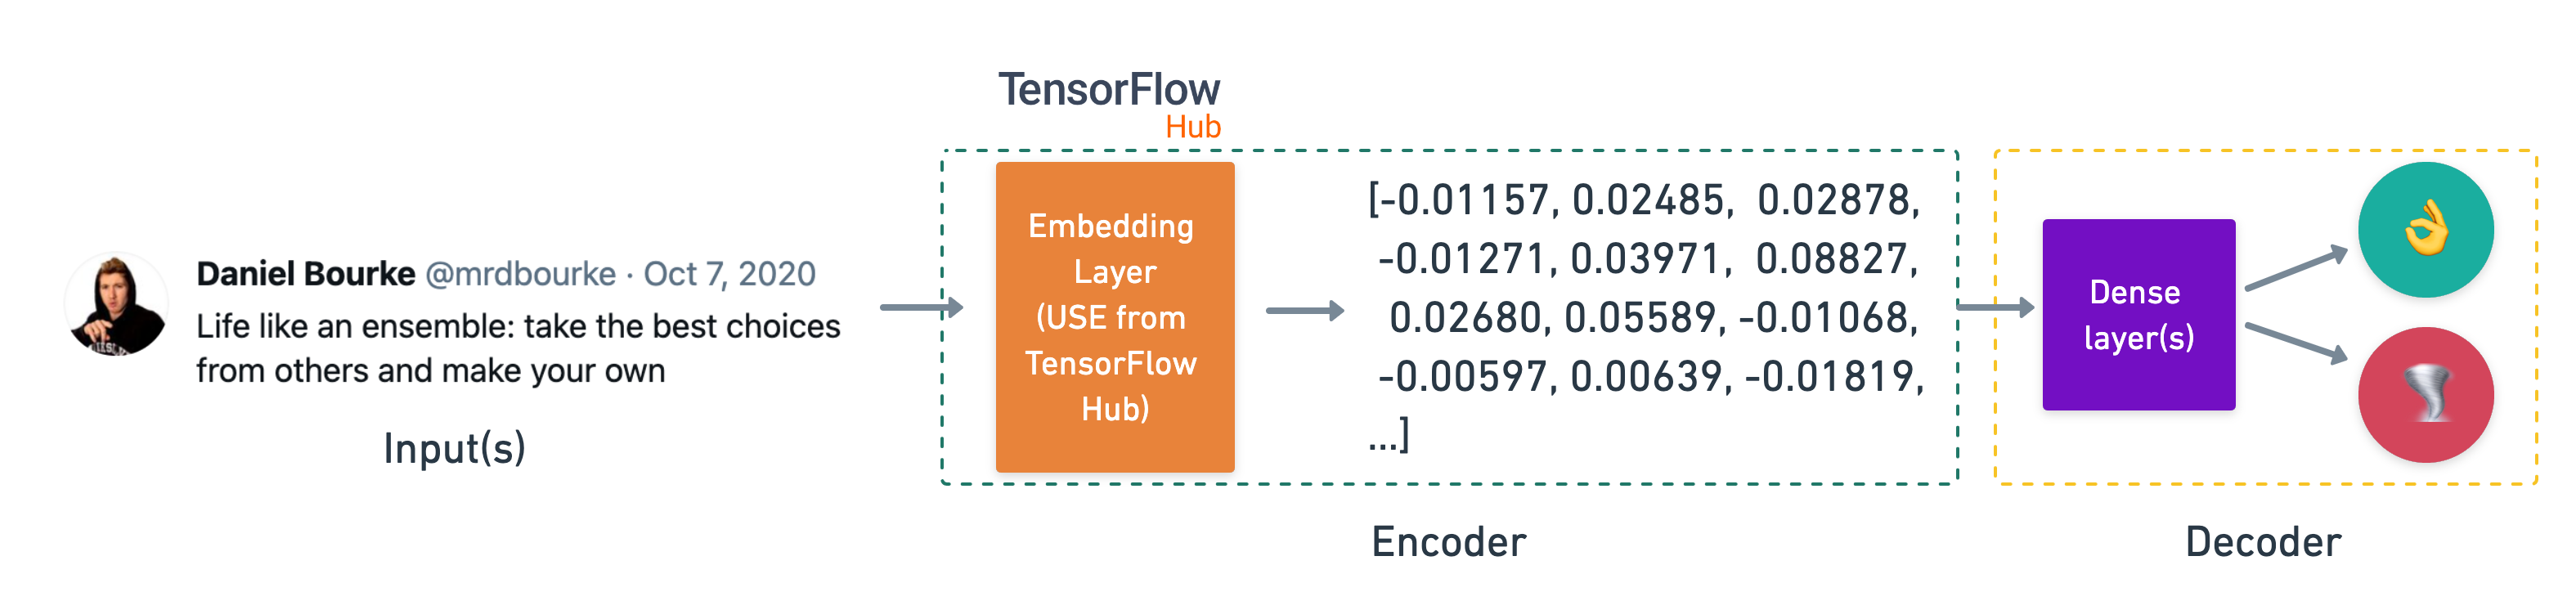 TensorFlow
Hub
Daniel Bourke @mrdbourke · Oct 7, 2020
Life like an ensemble: take the best choices
from others and make your own
Input(s)
Embedding
Layer
(USE from
TensorFlow
Hub)
[-0.01157, 0.02485, 0.02878,
-0.01271, 0.03971, 0.08827,
0.02680, 0.05589, -0.01068,
-0.00597, 0.00639, -0.01819,
...]
Encoder
Dense
layer(s)
Decoder